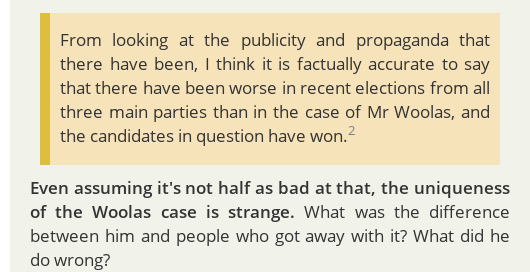 From looking at the publicity and propaganda that
there have been, I think it is factually accurate to say
that there have been worse in recent elections from all
three main parties than in the case of Mr Woolas, and
the candidates in question have won.2
Even assuming it's not half as bad at that, the uniqueness
of the Woolas case is strange. What was the difference
between him and people who got away with it? What did he
do wrong?